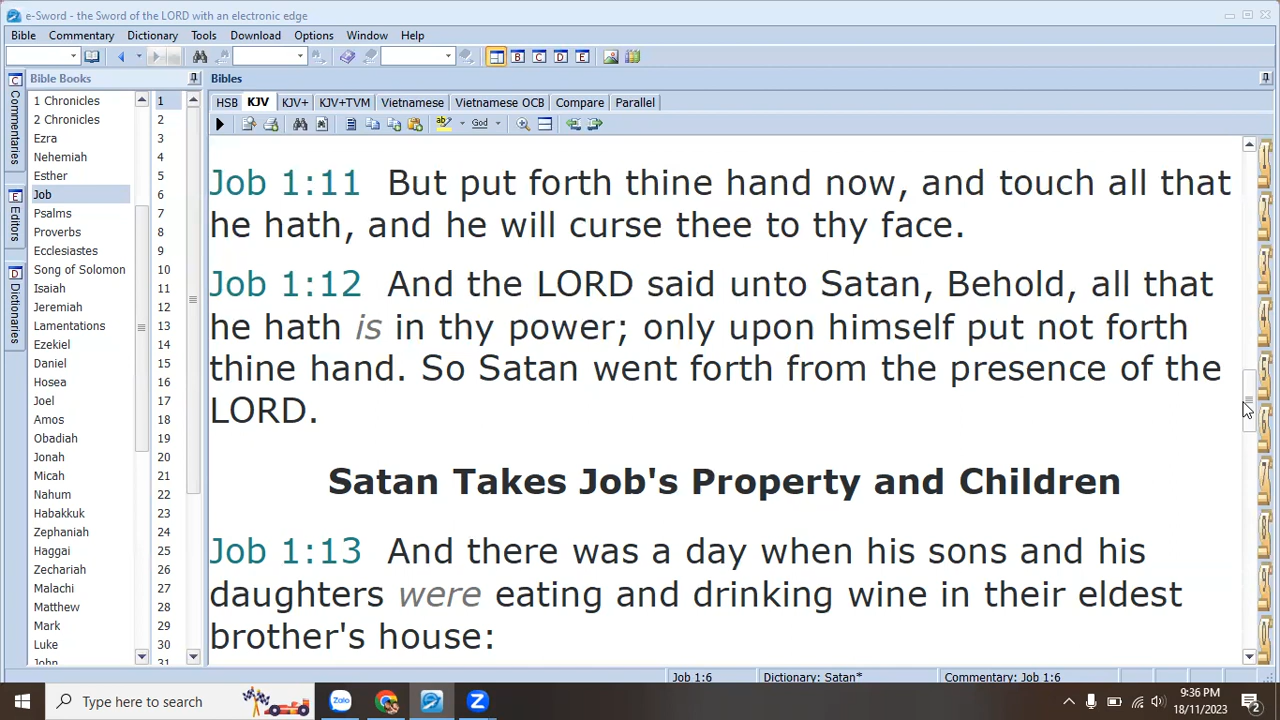 e-Sword - the Sword of the LORD with an electronic edge
Bible Commentary Dictionary Tools Download Options Window Help
Bible Books
Bibles
Commentaries
Editors
Dictionaries
1 Chronicles
2 Chronicles
Ezra
Nehemiah
Esther
Job
Psalms
Proverbs
Ecclesiastes
Song of Solomon
Isaiah
Jeremiah
Lamentations
Ezekiel
Daniel
Hosea
Joel
Amos
Obadiah
Jonah
Micah
Nahum
Habakkuk
Zephaniah
Haggai
Zechariah
Malachi
Matthew
Mark
Luke
John
1
2
3
4
5
6
7
8
9
10
11
12
13
14
15
16
17
18
19
20
21
22
23
24
25
26
27
28
29
30
31
HSB KJV KJV+ KJV+TVM Vietnamese Vietnamese OCB Compare Parallel
Job 1:11 But put forth thine hand now, and touch all that
he hath, and he will curse thee to thy face.
Job 1:12 And the LORD said unto Satan, Behold, all that
he hath is in thy power; only upon himself put not forth
thine hand. So Satan went forth from the presence of the
LORD.
Satan Takes Job's Property and Children
Job 1:13 And there was a day when his sons and his
daughters were eating and drinking wine in their eldest
brother's house:
Job 1:6 Dictionary: Satan* Commentary: Job 1:6
Type here to search
Zalo
9:36 PM
18/11/2023
2